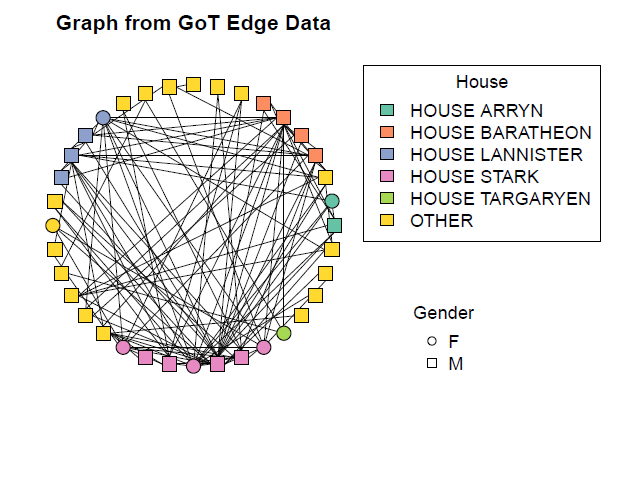 Graph from GoT Edge Data
House
HOUSE ARRYN
HOUSE BARATHEON
HOUSE LANNISTER
HOUSE STARK
HOUSE TARGARYEN
OTHER
Gender
F
M